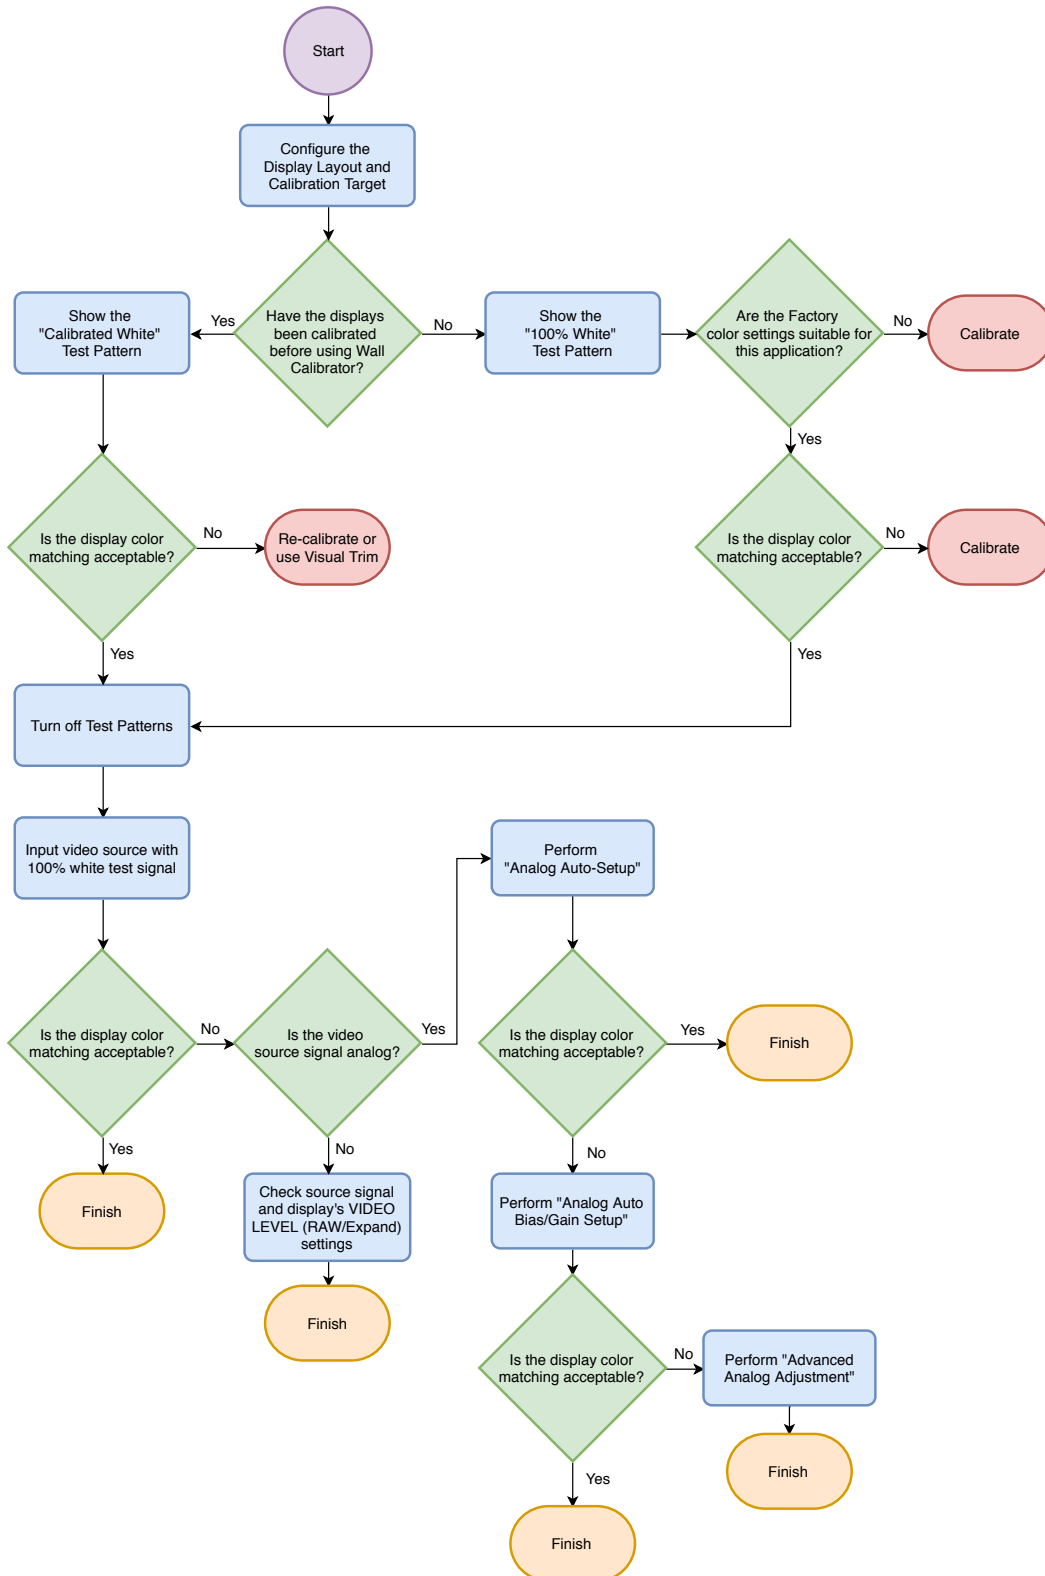 Start
Configure the
Display Layout and
Calibration Target
Have the displays
been calibrated
before using Wall
Calibrator?
Yes
No
Show the
"Calibrated White"
Test Pattern
Show the
"100% White"
Test Pattern
Are the Factory
color settings suitable for
this application?
No
Calibrate
Yes
Is the display color
matching acceptable?
No
Re-calibrate or
use Visual Trim
Yes
Is the display color
matching acceptable?
No
Calibrate
Yes
Turn off Test Patterns
Input video source with
100% white test signal
Is the display color
matching acceptable?
No
Yes
Finish
Is the video
source signal analog?
Yes
No
Check source signal
and display's VIDEO
LEVEL (RAW/Expand)
settings
Finish
Perform
"Analog Auto-Setup"
Is the display color
matching acceptable?
Yes
Finish
No
Perform "Analog Auto
Bias/Gain Setup"
Is the display color
matching acceptable?
No
Perform "Advanced
Analog Adjustment"
Finish
Yes
Finish